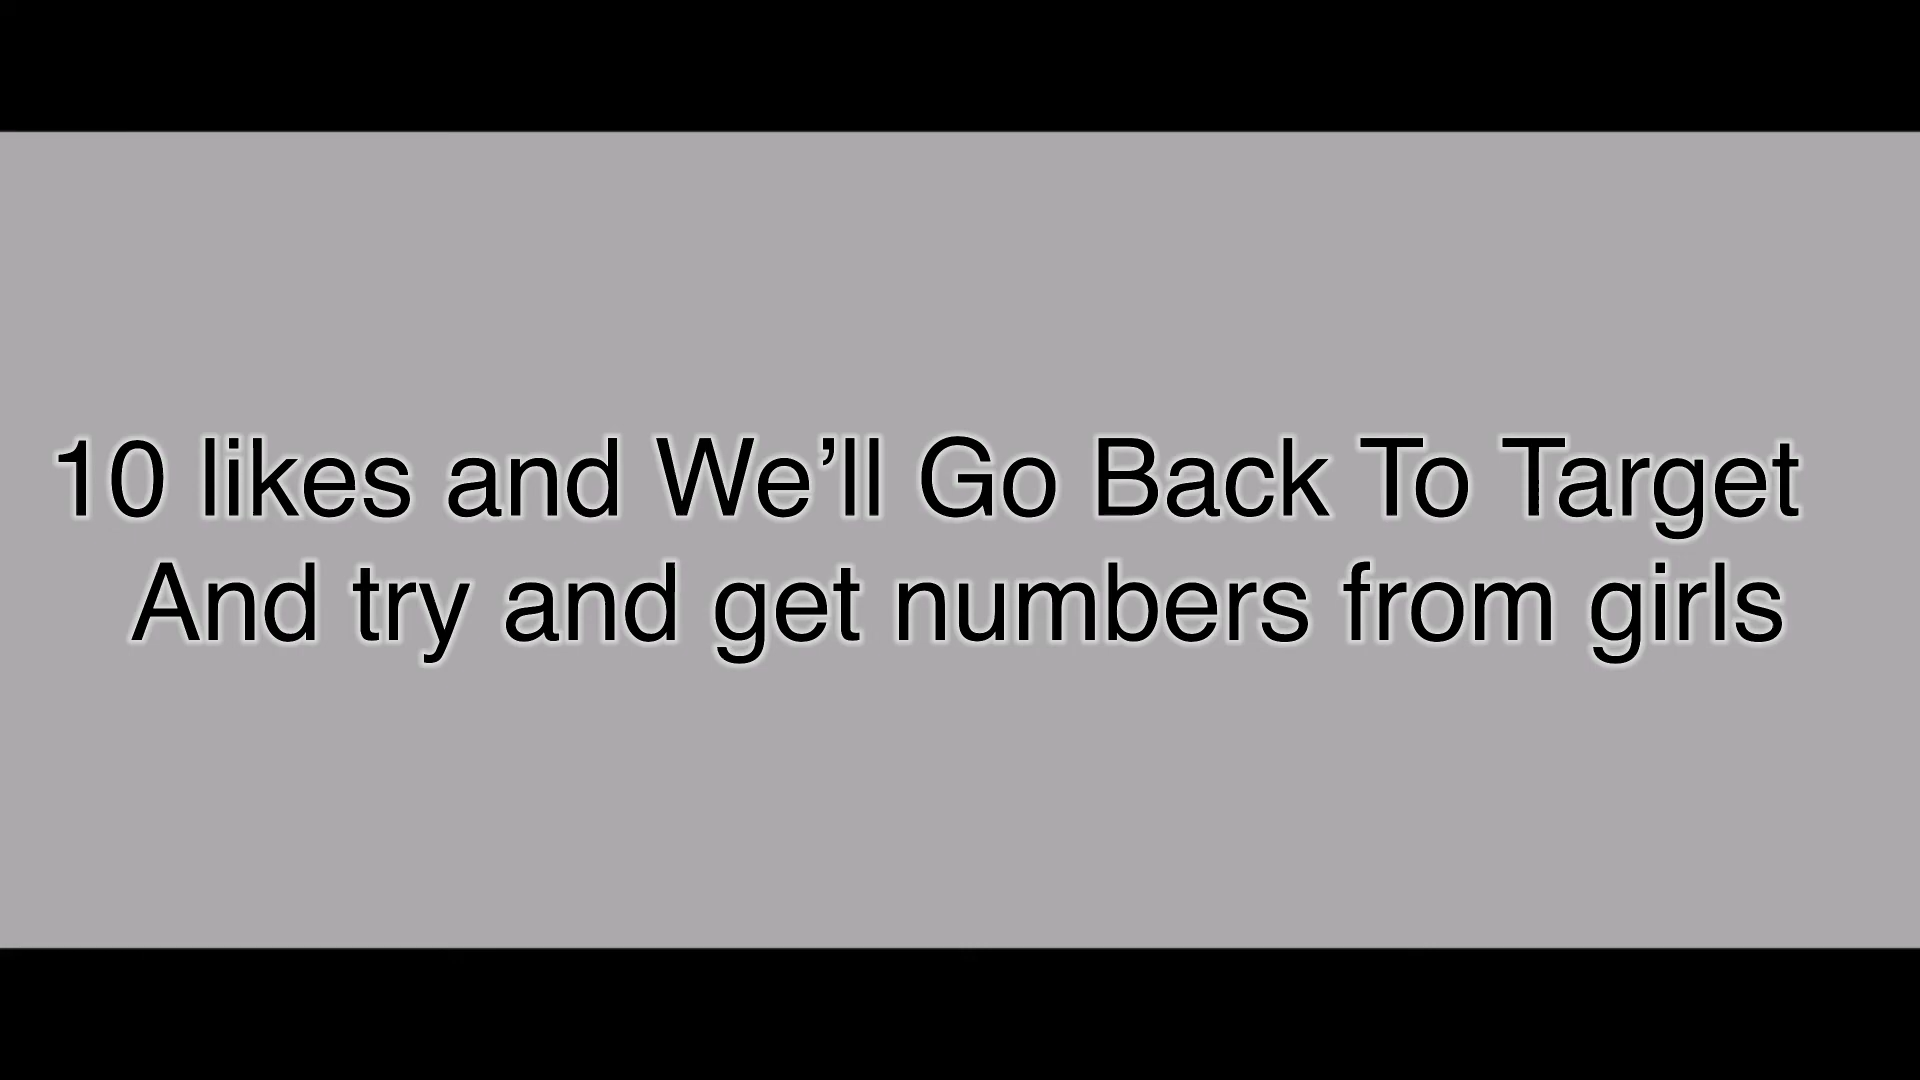 10 likes and We’ll Go Back To Target
And try and get numbers from girls